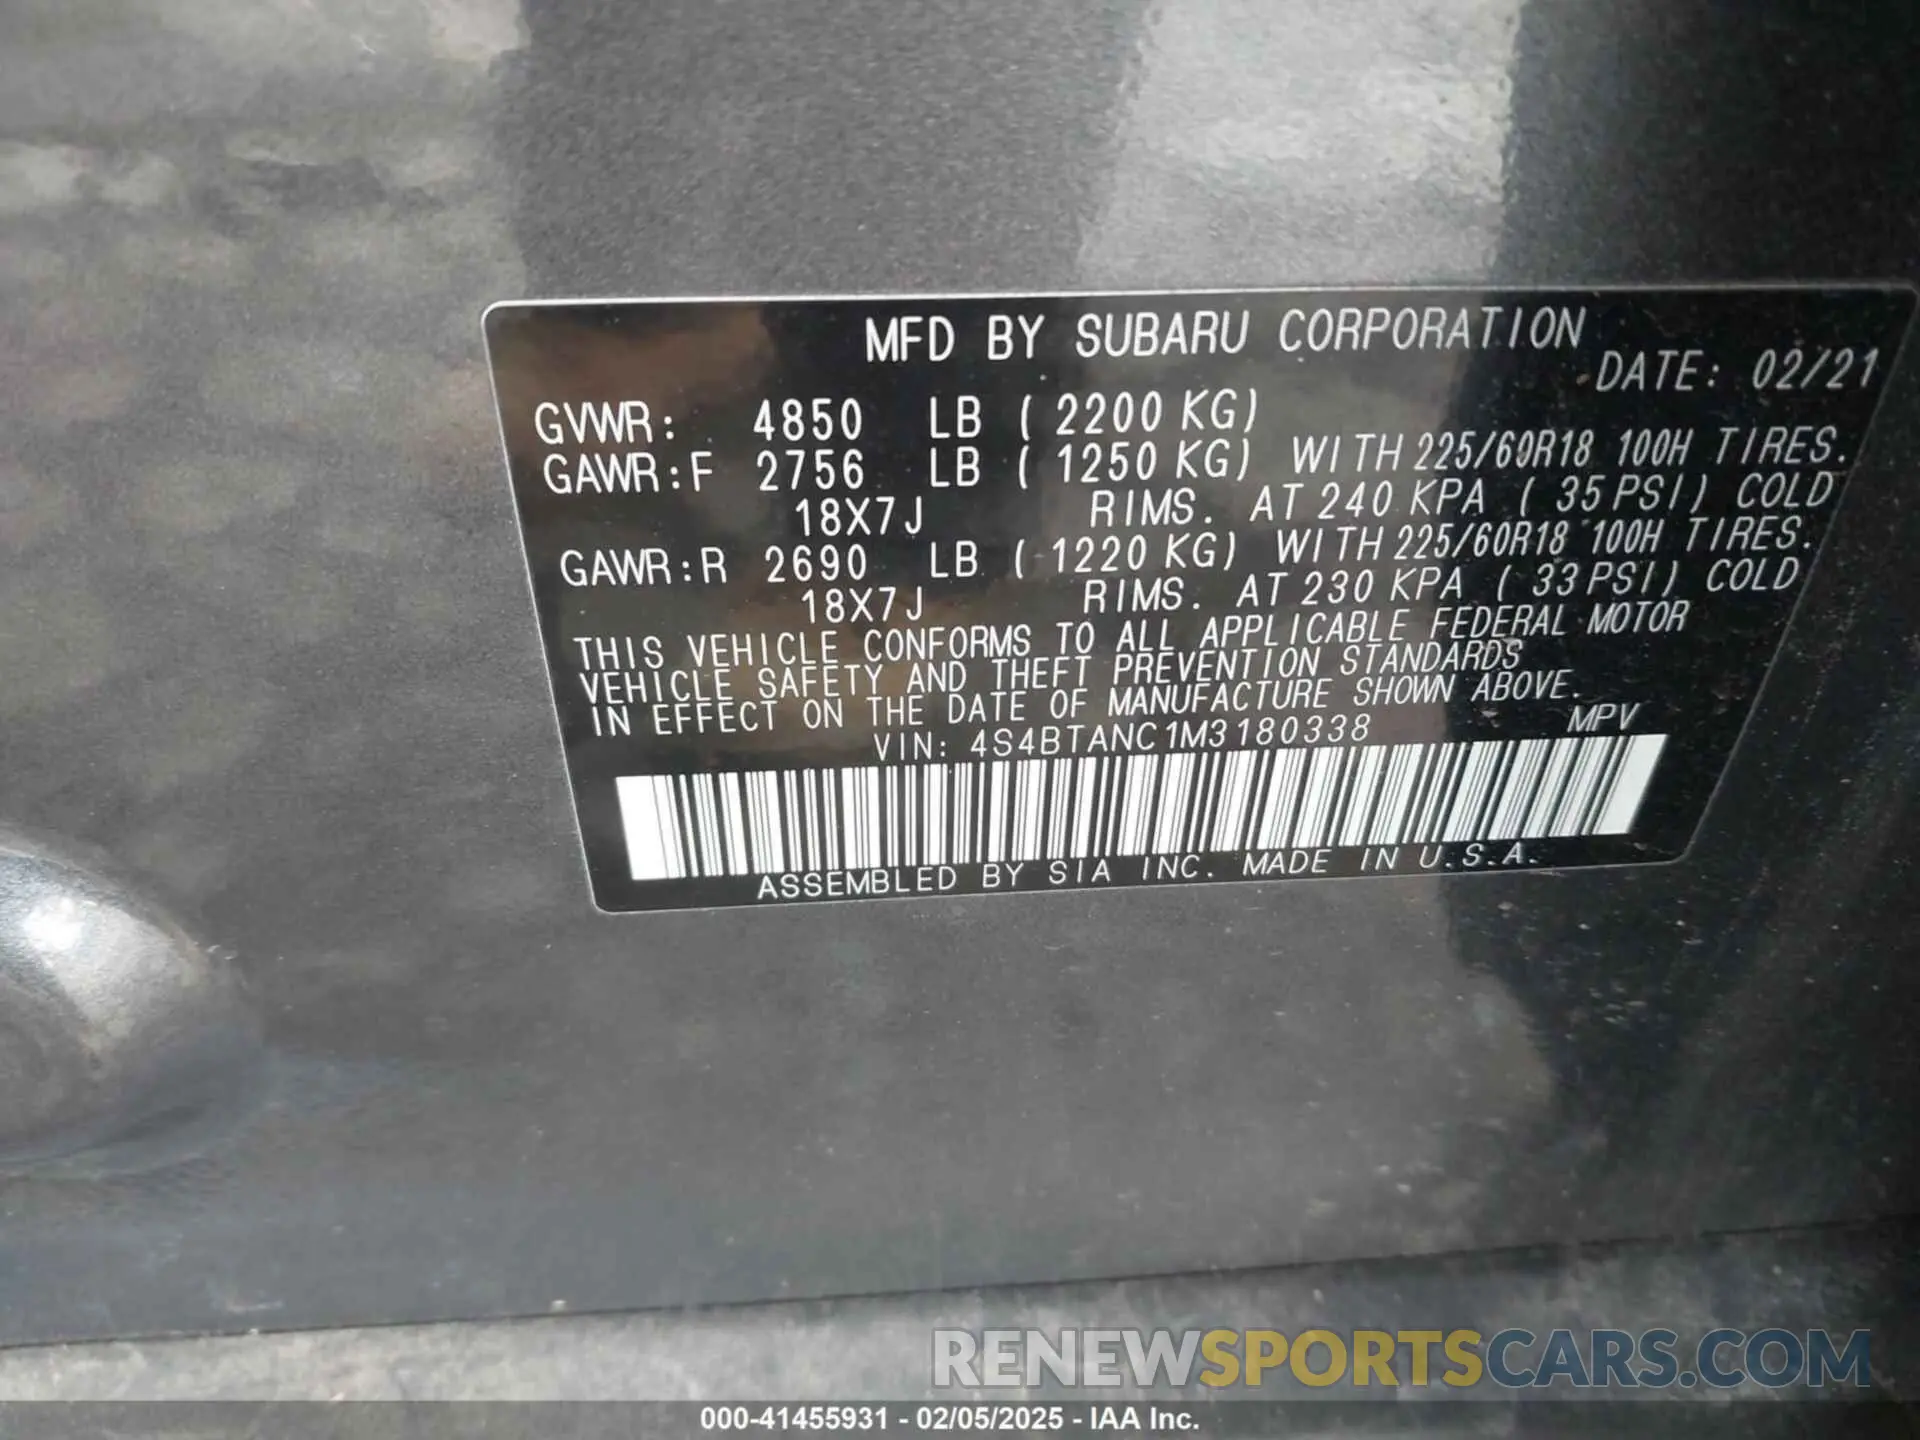 MFD BY SUBARU CORPORATION
DATE: 02/21
GVWR: 4850 LB ( 2200 KG)
GAWR:F 2756 LB ( 1250 KG) WITH 225/60R18 100H TIRES.
18X7J RIMS. AT 240 KPA ( 35 PSI) COLD
GAWR:R 2690 LB ( 1220 KG) WITH 225/60R18 100H TIRES.
18X7J RIMS. AT 230 KPA ( 33 PSI) COLD
THIS VEHICLE CONFORMS TO ALL APPLICABLE FEDERAL MOTOR
VEHICLE SAFETY AND THEFT PREVENTION STANDARDS
IN EFFECT ON THE DATE OF MANUFACTURE SHOWN ABOVE.
VIN: 4S4BTANC1M3180338 MPV
ASSEMBLED BY SIA INC. MADE IN U.S.A.
RENEWSPORTSCARS.COM
000-41455931 - 02/05/2025 - IAA Inc.